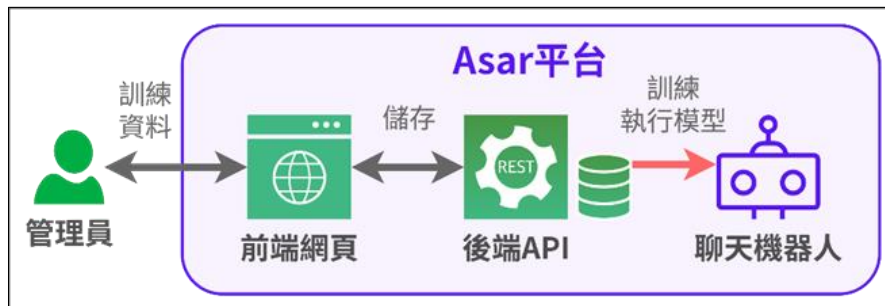 Asar平台
訓練
資料
儲存
訓練
執行模型
REST
管理員
前端網頁
後端API
聊天機器人